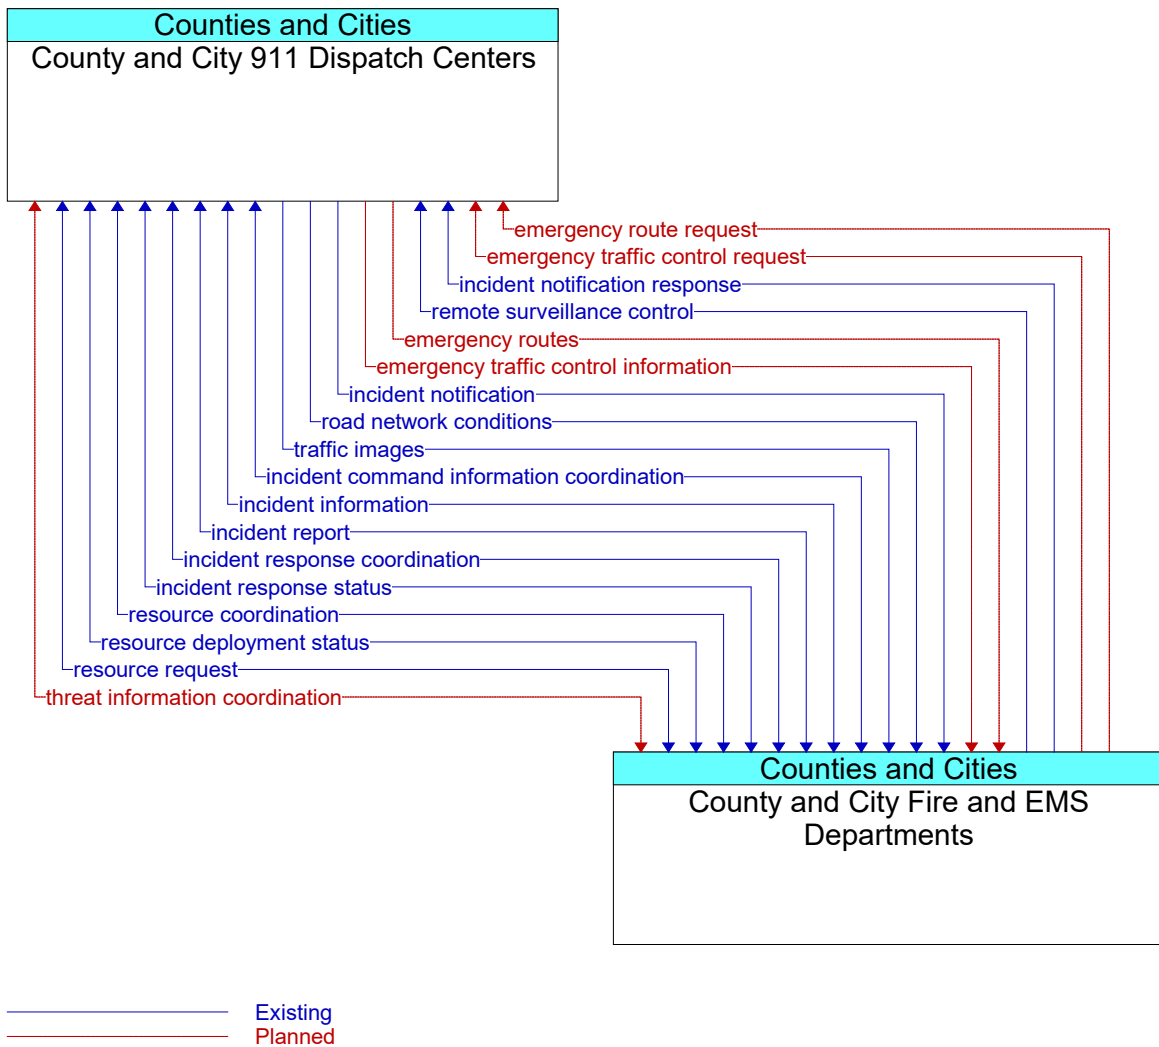 Counties and Cities
County and City 911 Dispatch Centers
emergency route request
emergency traffic control request
incident notification response
remote surveillance control
emergency routes
emergency traffic control information
incident notification
road network conditions
traffic images
incident command information coordination
incident information
incident report
incident response coordination
incident response status
resource coordination
resource deployment status
resource request
threat information coordination
Counties and Cities
County and City Fire and EMS
Departments
Existing
Planned